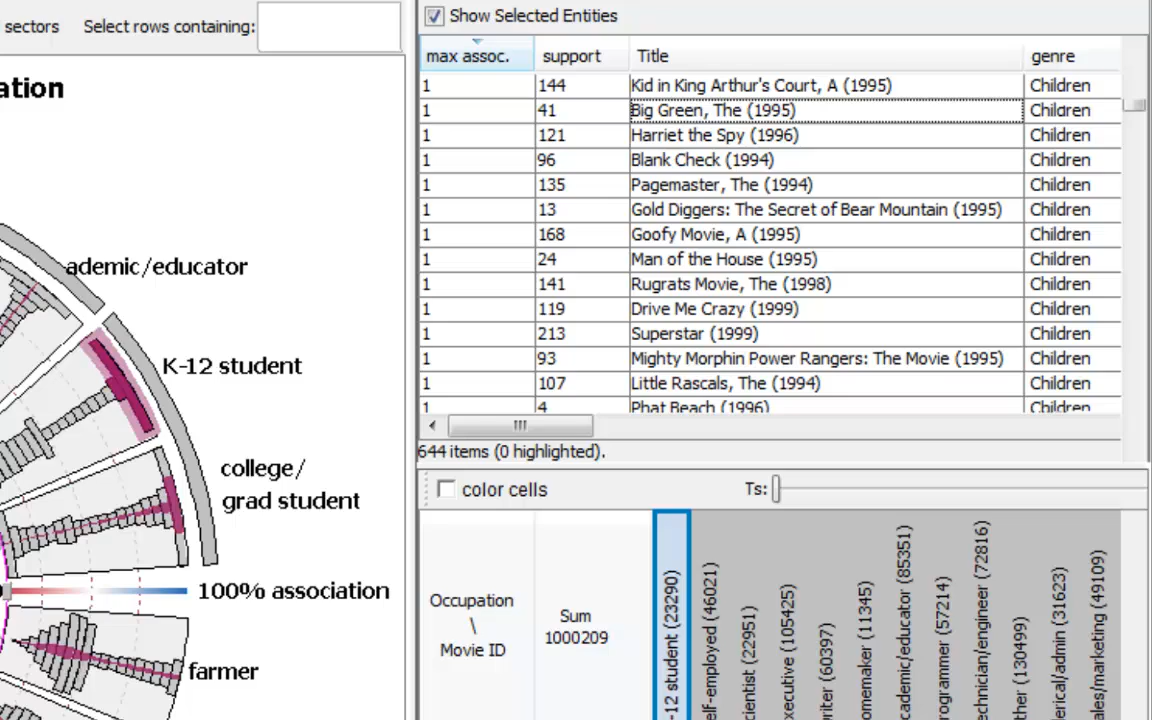 sectors Select rows containing:
ation
ademic/educator
K-12 student
college/
grad student
100% association
farmer
Show Selected Entities
max assoc. support Title genre
1 144 Kid in King Arthur's Court, A (1995) Children
1 41 Big Green, The (1995) Children
1 121 Harriet the Spy (1996) Children
1 96 Blank Check (1994) Children
1 135 Pagemaster, The (1994) Children
1 13 Gold Diggers: The Secret of Bear Mountain (1995) Children
1 168 Goofy Movie, A (1995) Children
1 24 Man of the House (1995) Children
1 141 Rugrats Movie, The (1998) Children
1 119 Drive Me Crazy (1999) Children
1 213 Superstar (1999) Children
1 93 Mighty Morphin Power Rangers: The Movie (1995) Children
1 107 Little Rascals, The (1994) Children
1 4 Phat Beach (1996) Children
644 items (0 highlighted).
color cells Ts:
Occupation
\
Movie ID
Sum
1000209
-12 student (23290)
elf-employed (46021)
cientist (22951)
xecutive (105425)
riter (60397)
omemaker (11345)
academic/educator (85351)
rogrammer (57214)
echnician/engineer (72816)
ther (130499)
lerical/admin (31623)
ales/marketing (49109)